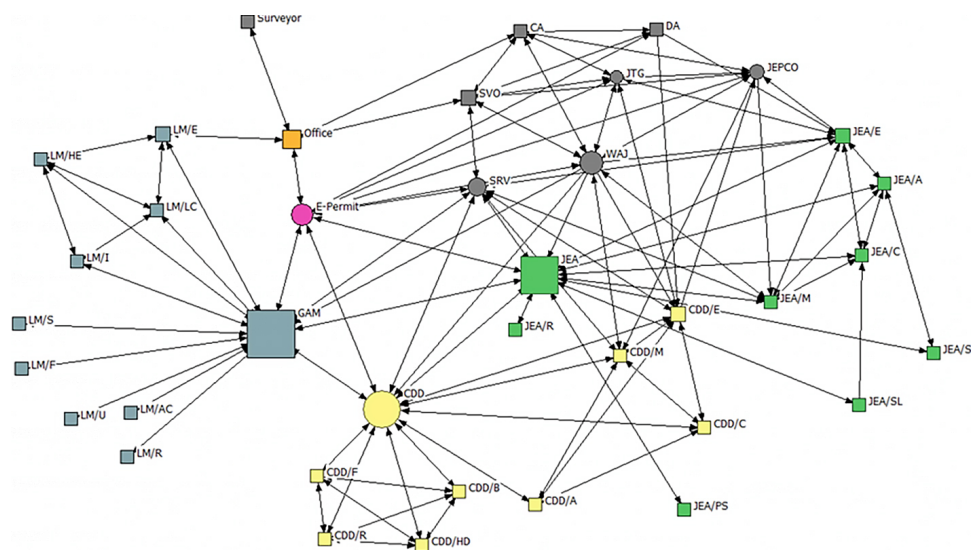 Surveyor
CA
DA
JTG
JEPCO
SVO
LM/E
Office
JEA/E
LM/HE
WAJ
JEA/A
SRV
LM/LC
E-Permit
LM/I
JEA
JEA/C
JEA/M
GAM
CDD/E
LM/S
JEA/R
JEA/S
CDD/M
LM/F
CDD
JEA/SL
LM/U
LM/AC
CDD/C
LM/R
CDD/F
CDD/B
CDD/A
JEA/PS
CDD/R
CDD/HD